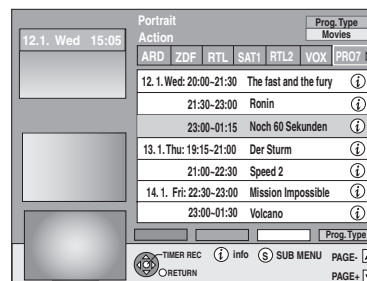 Portrait
Action
Prog. Type
Movies
12.1. Wed 15:05
ARD ZDF RTL SAT1 RTL2 VOX PRO7
12. 1. Wed: 20:00~21:30 The fast and the fury i
21:30~23:00 Ronin i
23:00~01:15 Noch 60 Sekunden i
13. 1. Thu: 19:15~21:00 Der Sturm i
21:00~22:30 Speed 2 i
14. 1. Fri: 22:30~23:00 Mission Impossible i
23:00~01:30 Volcano i
Prog. Type
TIMER REC i info S SUB MENU PAGE-
RETURN PAGE+